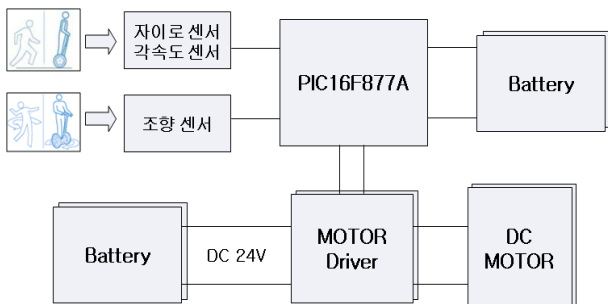 자이로 센서
각속도 센서
PIC16F877A
Battery
조향 센서
Battery
DC 24V
MOTOR
Driver
DC
MOTOR